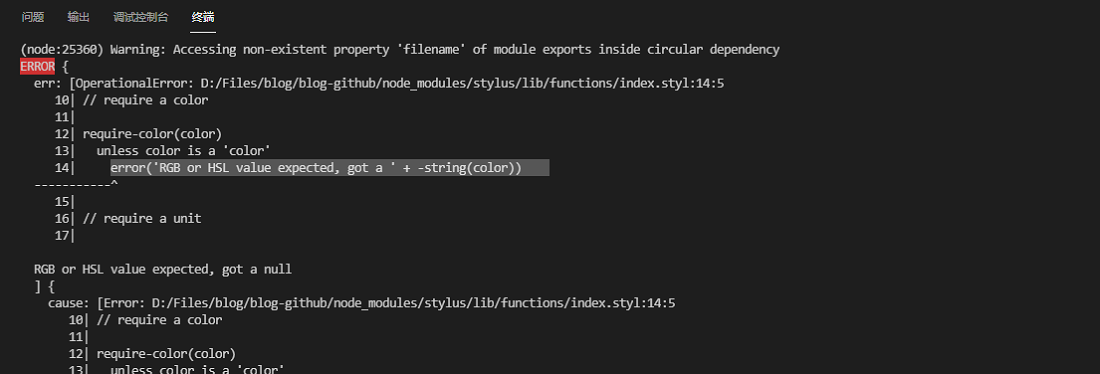 问题 输出 调试控制台 终端
(node:25360) Warning: Accessing non-existent property 'filename' of module exports inside circular dependency
ERROR {
  err: [OperationalError: D:/Files/blog/blog-github/node_modules/stylus/lib/functions/index.styl:14:5
     10| // require a color
     11|
     12| require-color(color)
     13|   unless color is a 'color'
     14|     error('RGB or HSL value expected, got a ' + -string(color))
  -----------^
     15|
     16| // require a unit
     17|
  RGB or HSL value expected, got a null
  ] {
    cause: [Error: D:/Files/blog/blog-github/node_modules/stylus/lib/functions/index.styl:14:5
       10| // require a color
       11|
       12| require-color(color)
       13|   unless color is a 'color'